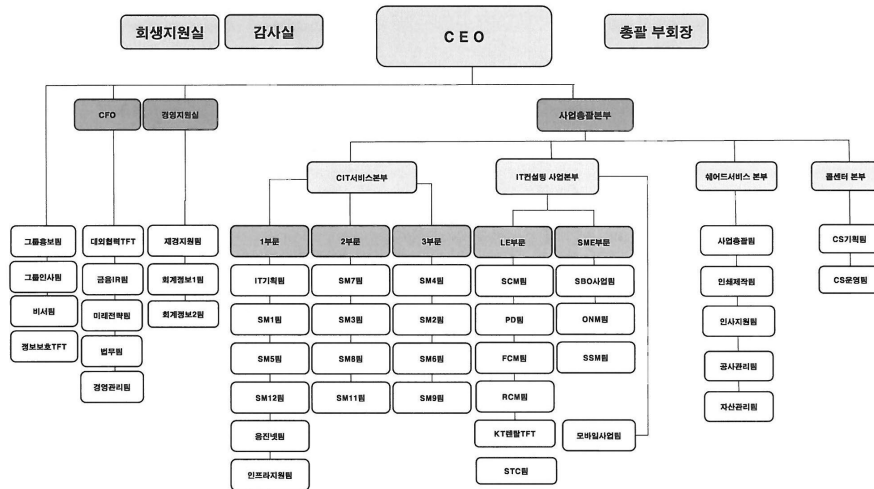 회생지원실
감사실
CEO
총괄 부회장
CFO
경영지원실
사업총괄본부
CIT서비스본부
IT컨설팅 사업본부
쉐어드서비스 본부
콜센터 본부
그룹홍보팀
대외협력TFT
재경지원팀
1부문
2부문
3부문
LE부문
SME부문
사업총괄팀
CS기획팀
그룹인사팀
금융IR팀
회계정보1팀
IT기획팀
SM7팀
SM4팀
SCM팀
SBO사업팀
인쇄제작팀
CS운영팀
비서팀
미래전략팀
회계정보2팀
SM1팀
SM3팀
SM2팀
PD팀
ONM팀
인사지원팀
정보보호TFT
법무팀
SM5팀
SM8팀
SM6팀
FCM팀
SSM팀
공사관리팀
경영관리팀
SM12팀
SM11팀
SM9팀
RCM팀
자산관리팀
웅진넷팀
KT렌탈TFT
모바일사업팀
인프라지원팀
STC팀